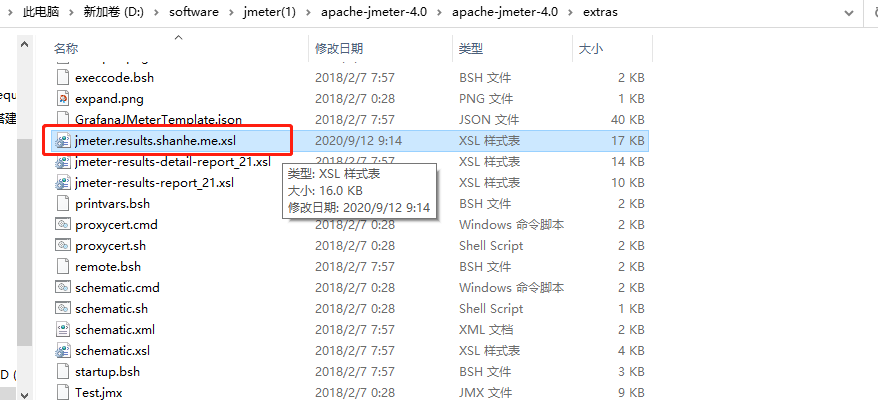 此电脑 > 新加卷 (D:) > software > jmeter(1) > apache-jmeter-4.0 > apache-jmeter-4.0 > extras
名称 修改日期 类型 大小
execcode.bsh 2018/2/7 7:57 BSH 文件 2 KB
expand.png 2018/2/7 0:28 PNG 文件 1 KB
GrafanaJMeterTemplate.json 2018/2/7 7:57 JSON 文件 40 KB
jmeter.results.shanhe.me.xsl 2020/9/12 9:14 XSL 样式表 17 KB
jmeter-results-detail-report_21.xsl 2018/2/7 7:57 XSL 样式表 14 KB
jmeter-results-report_21.xsl 2018/2/7 7:57 XSL 样式表 10 KB
类型: XSL 样式表
大小: 16.0 KB
修改日期: 2020/9/12 9:14
printvars.bsh BSH 文件 2 KB
proxycert.cmd 2018/2/7 0:28 Windows 命令脚本 2 KB
proxycert.sh 2018/2/7 0:28 Shell Script 2 KB
remote.bsh 2018/2/7 7:57 BSH 文件 2 KB
schematic.cmd 2018/2/7 0:28 Windows 命令脚本 2 KB
schematic.sh 2018/2/7 0:28 Shell Script 1 KB
schematic.xml 2018/2/7 7:57 XML 文档 2 KB
schematic.xsl 2018/2/7 7:57 XSL 样式表 4 KB
startup.bsh 2018/2/7 7:57 BSH 文件 3 KB
Test.jmx 2018/2/7 0:28 JMX 文件 9 KB